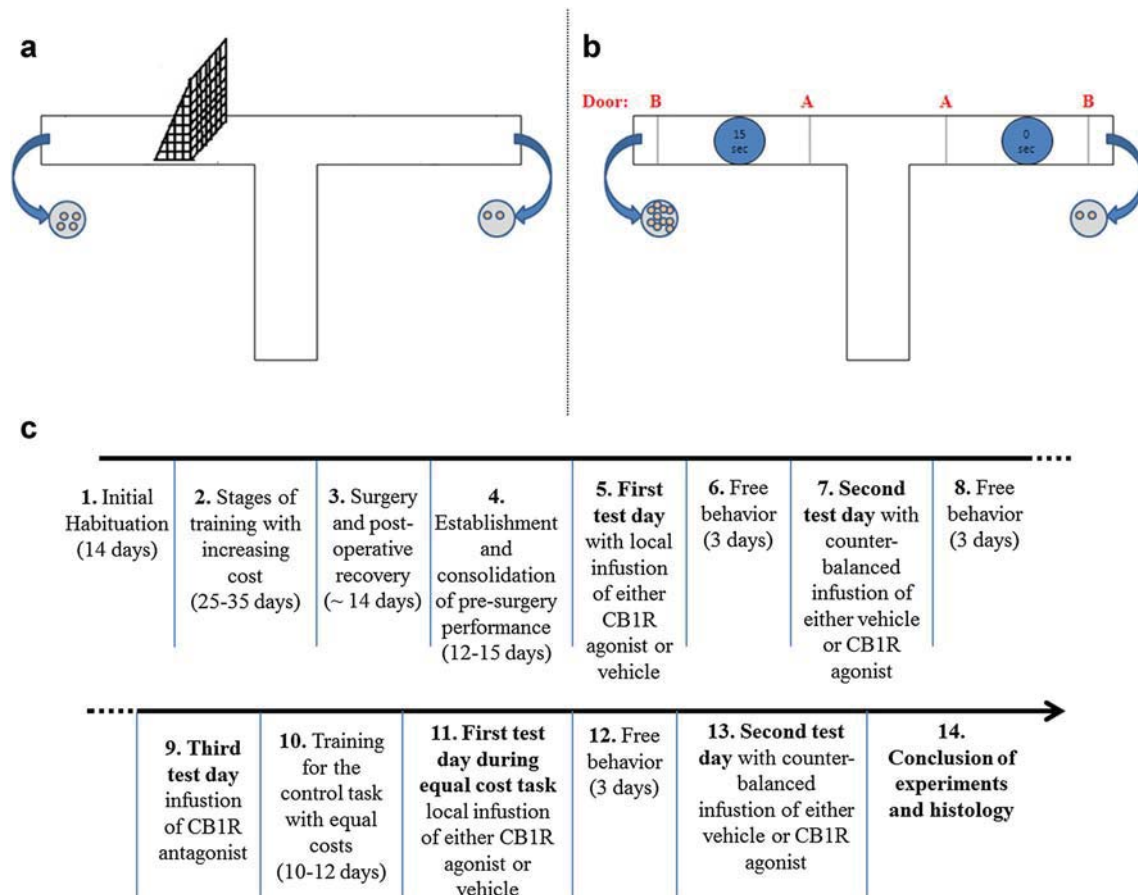 a
b
Door: B A A B
15
sec
0
sec
c
1. Initial
Habituation
(14 days)
2. Stages of
training with
increasing
cost
(25-35 days)
3. Surgery
and post-
operative
recovery
(~ 14 days)
4.
Establishment
and
consolidation
of pre-surgery
performance
(12-15 days)
5. First
test day
with local
infustion
of either
CB1R
agonist or
vehicle
6. Free
behavior
(3 days)
7. Second
test day with
counter-
balanced
infustion of
either vehicle
or CB1R
agonist
8. Free
behavior
(3 days)
9. Third
test day
infustion
of CB1R
antagonist
10. Training
for the
control task
with equal
costs
(10-12 days)
11. First test
day during
equal cost task
local infustion
of either CB1R
agonist or
vehicle
12. Free
behavior
(3 days)
13. Second test
day with counter-
balanced
infustion of either
vehicle or CB1R
agonist
14.
Conclusion of
experiments
and histology